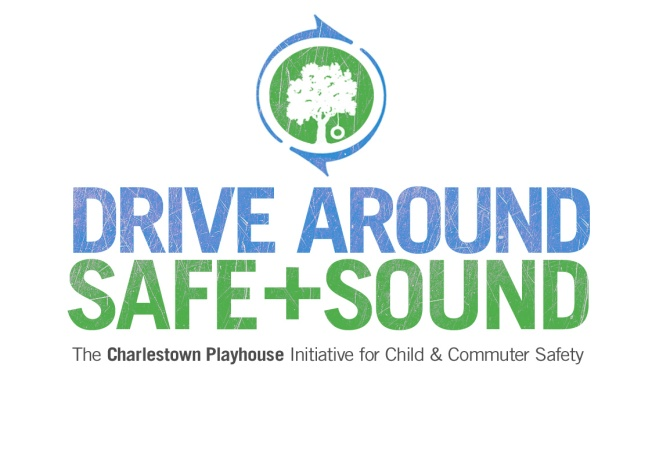 DRIVE AROUND
SAFE+SOUND
The Charlestown Playhouse Initiative for Child & Commuter Safety